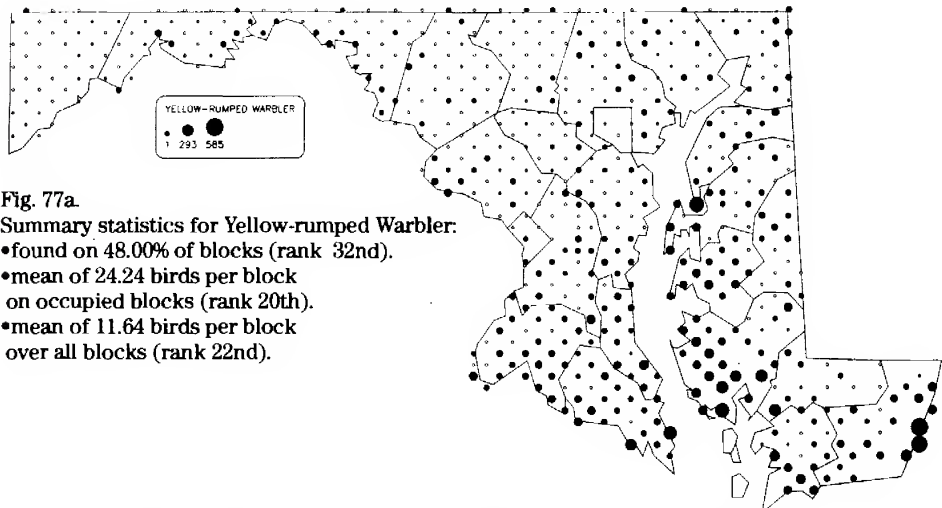 YELLOW-RUMPED WARBLER
1 293 585
Fig. 77a.
Summary statistics for Yellow-rumped Warbler:
•found on 48.00% of blocks (rank 32nd).
•mean of 24.24 birds per block
on occupied blocks (rank 20th).
•mean of 11.64 birds per block
over all blocks (rank 22nd).